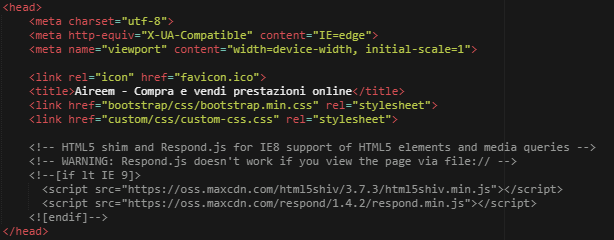 <head>
<meta charset="utf-8">
<meta http-equiv="X-UA-Compatible" content="IE=edge">
<meta name="viewport" content="width=device-width, initial-scale=1">
<link rel="icon" href="favicon.ico">
<title>Aireem - Compra e vendi prestazioni online</title>
<link href="bootstrap/css/bootstrap.min.css" rel="stylesheet">
<link href="custom/css/custom-css.css" rel="stylesheet">
<!-- HTML5 shim and Respond.js for IE8 support of HTML5 elements and media queries -->
<!-- WARNING: Respond.js doesn't work if you view the page via file:// -->
<!--[if lt IE 9]>
<script src="https://oss.maxcdn.com/html5shiv/3.7.3/html5shiv.min.js"></script>
<script src="https://oss.maxcdn.com/respond/1.4.2/respond.min.js"></script>
<![endif]-->
</head>